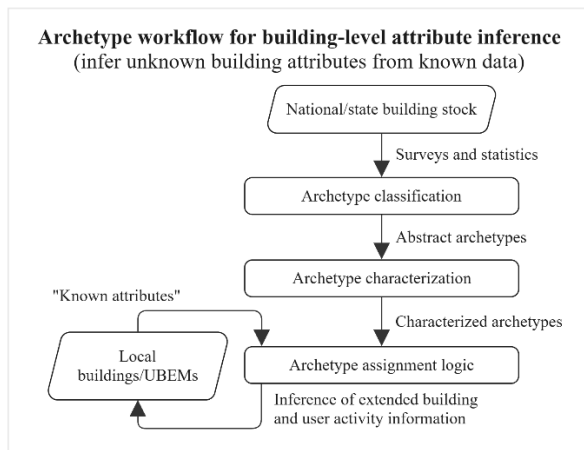 Archetype workflow for building-level attribute inference
(infer unknown building attributes from known data)
National/state building stock
Surveys and statistics
Archetype classification
Abstract archetypes
Archetype characterization
"Known attributes"
Characterized archetypes
Local
buildings/UBEMs
Archetype assignment logic
Inference of extended building
and user activity information